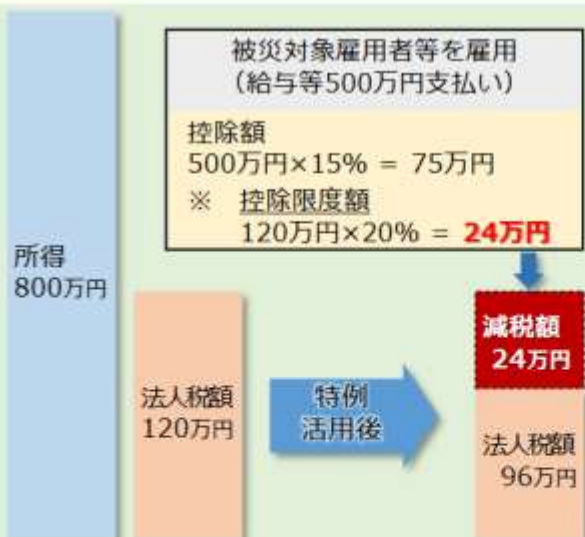 被災対象雇用者等を雇用
（給与等500万円支払い）
控除額
500万円×15% = 75万円
※ 控除限度額
120万円×20% = 24万円
所得
800万円
法人税額
120万円
特例
活用後
減税額
24万円
法人税額
96万円